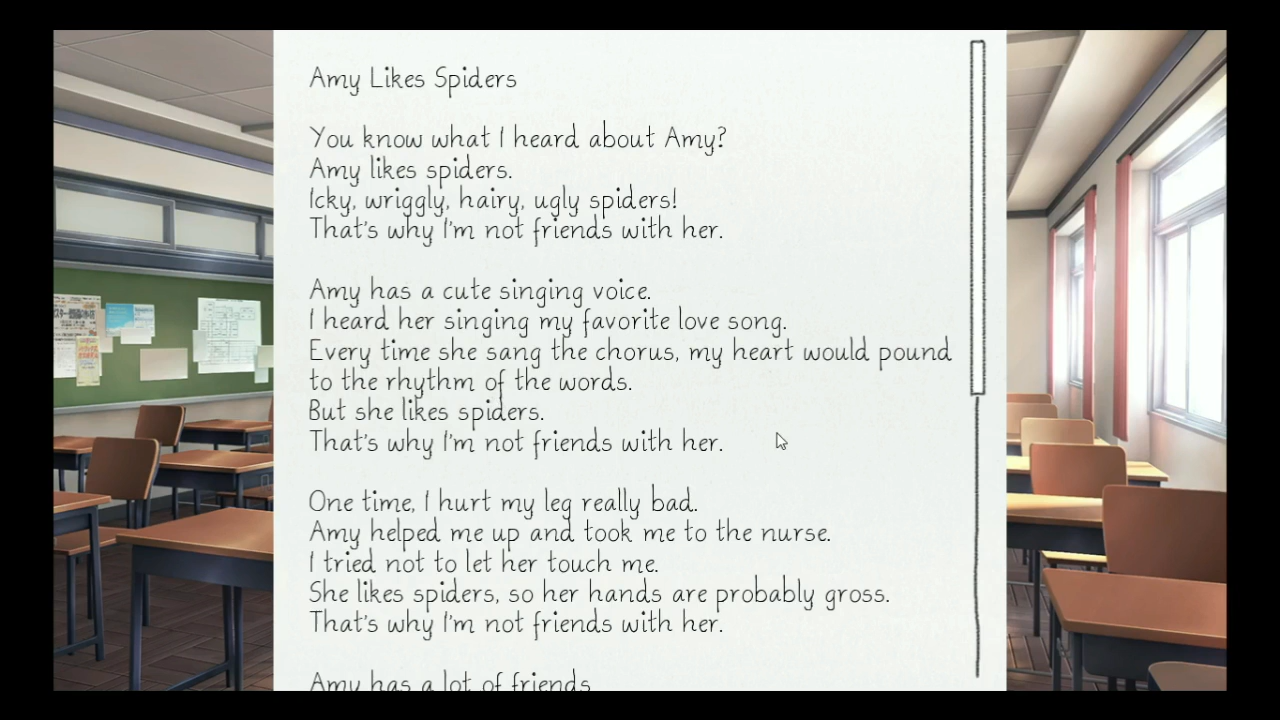 Amy Likes Spiders
You know what I heard about Amy?
Amy likes spiders.
Icky, wriggly, hairy, ugly spiders!
That's why I'm not friends with her.
Amy has a cute singing voice.
I heard her singing my favorite love song.
Every time she sang the chorus, my heart would pound
to the rhythm of the words.
But she likes spiders.
That's why I'm not friends with her.
One time, I hurt my leg really bad.
Amy helped me up and took me to the nurse.
I tried not to let her touch me.
She likes spiders, so her hands are probably gross.
That's why I'm not friends with her.
Amy has a lot of friends